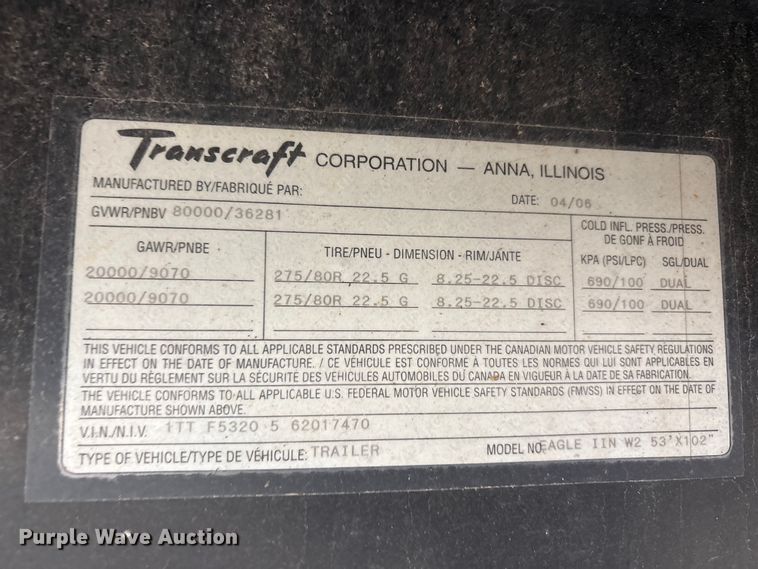 Transcraft CORPORATION — ANNA, ILLINOIS
MANUFACTURED BY/FABRIQUÉ PAR: DATE: 04/06
GVWR/PNBV 80000/36281
COLD INFL. PRESS./PRESS. DE GONF À FROID
GAWR/PNBE TIRE/PNEU - DIMENSION - RIM/JANTE KPA (PSI/LPC) SGL/DUAL
20000/9070 275/80R 22.5 G 8.25-22.5 DISC 690/100 DUAL
20000/9070 275/80R 22.5 G 8.25-22.5 DISC 690/100 DUAL
THIS VEHICLE CONFORMS TO ALL APPLICABLE STANDARDS PRESCRIBED UNDER THE CANADIAN MOTOR VEHICLE SAFETY REGULATIONS
IN EFFECT ON THE DATE OF MANUFACTURE. / CE VÉHICULE EST CONFORME À TOUTES LES NORMES QUI LUI SONT APPLICABLES EN
VERTU DU RÈGLEMENT SUR LA SÉCURITÉ DES VEHICULES AUTOMOBILES DU CANADA EN VIGUEUR À LA DATE DE SA FABRICATION.
THE VEHICLE CONFORMS TO ALL APPLICABLE U.S. FEDERAL MOTOR VEHICLE SAFETY STANDARDS (FMVSS) IN EFFECT ON THE DATE OF
MANUFACTURE SHOWN ABOVE.
V.I.N./N.I.V. 1TT F5320 5 62017470
TYPE OF VEHICLE/TYPE DE VÉHICULE: TRAILER MODEL NO. EAGLE IIN W2 53'X102"
Purple Wave Auction